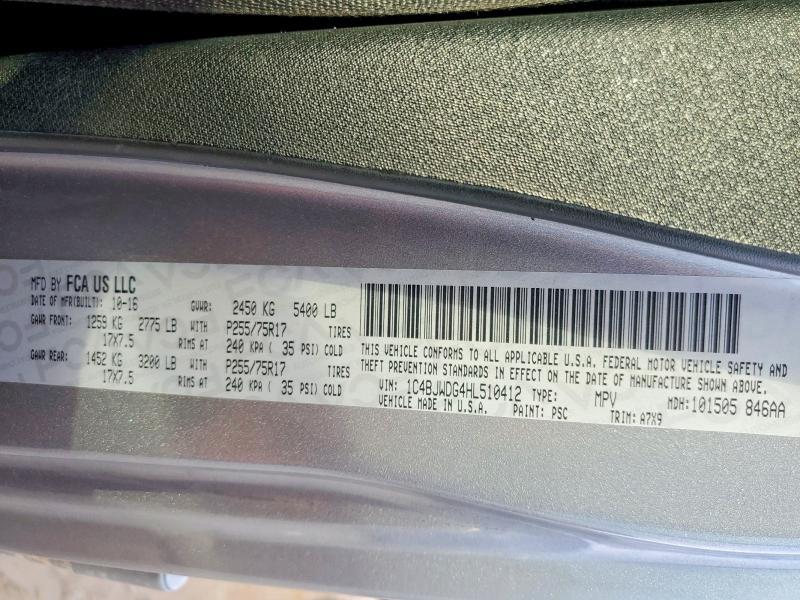 MFD BY FCA US LLC
DATE OF MFR(BUILT): 10-16 GVWR: 2450 KG 5400 LB
GAWR FRONT: 1259 KG 2775 LB WITH P255/75R17 TIRES
17X7.5 RIMS AT 240 KPA ( 35 PSI) COLD
GAWR REAR: 1452 KG 3200 LB WITH P255/75R17 TIRES
17X7.5 RIMS AT 240 KPA ( 35 PSI) COLD
THIS VEHICLE CONFORMS TO ALL APPLICABLE U.S.A. FEDERAL MOTOR VEHICLE SAFETY AND
THEFT PREVENTION STANDARDS IN EFFECT ON THE DATE OF MANUFACTURE SHOWN ABOVE.
VIN: 1C4BJWDG4HL510412 TYPE: MPV MDH:101505 846AA
VEHICLE MADE IN U.S.A. PAINT: PSC TRIM: A7X9